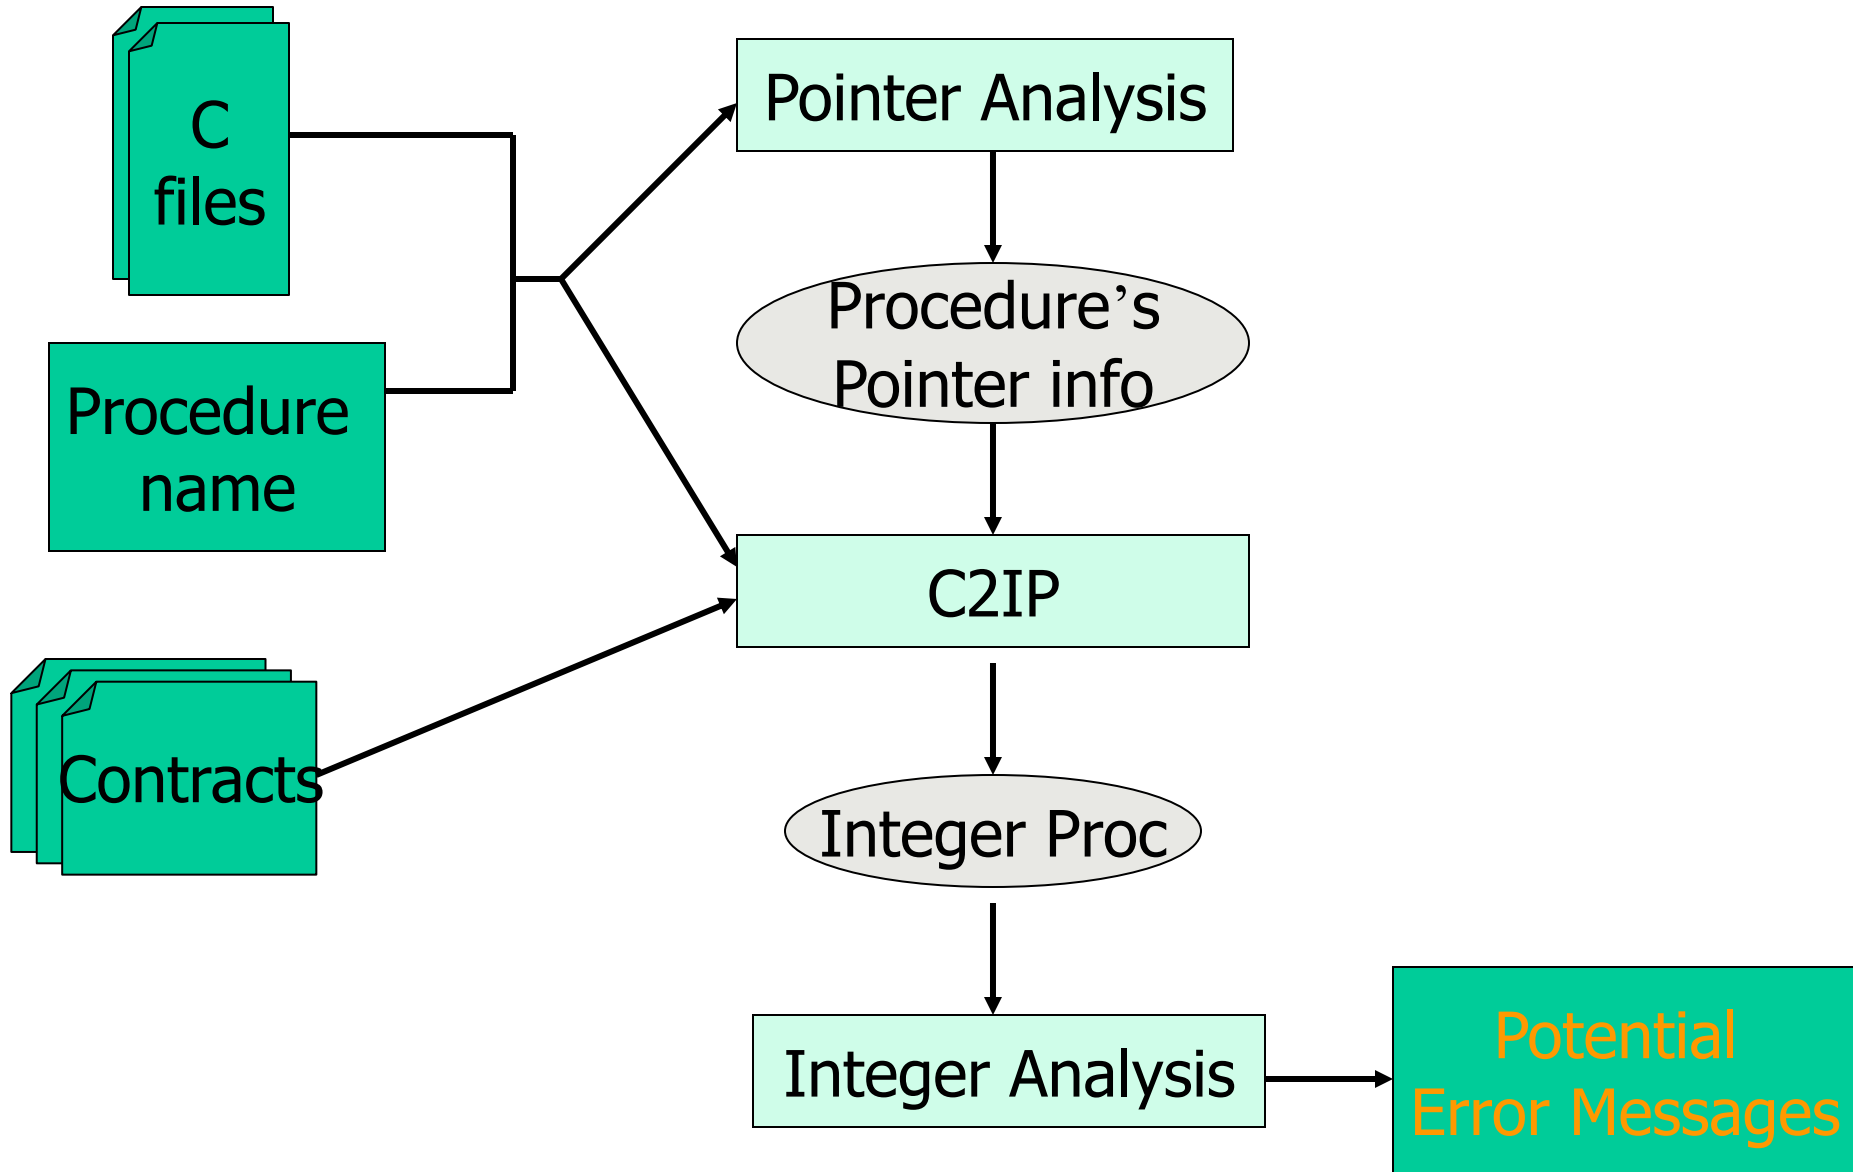 C
files
Procedure
name
Contracts
Pointer Analysis
Procedure’s
Pointer info
C2IP
Integer Proc
Integer Analysis
Potential
Error Messages